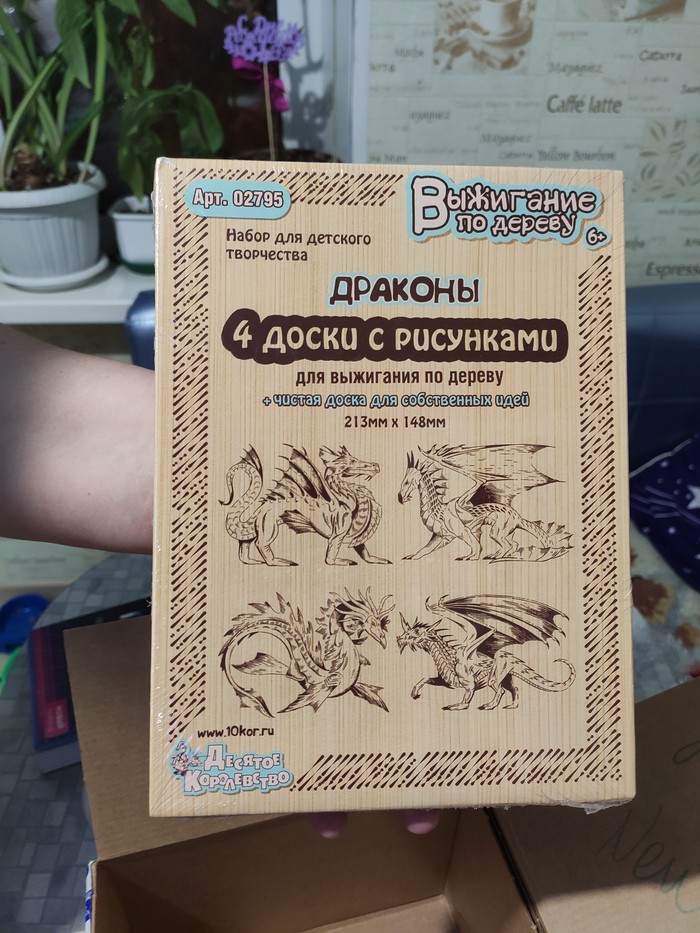 Арт. 02795
Выжигание
по дереву
6+
Набор для детского
творчества
ДРАКОНЫ
4 доски с рисунками
для выжигания по дереву
+ чистая доска для собственных идей
213мм х 148мм
www.10kor.ru
Десятое
Королевство
Caffé latte
Espresso